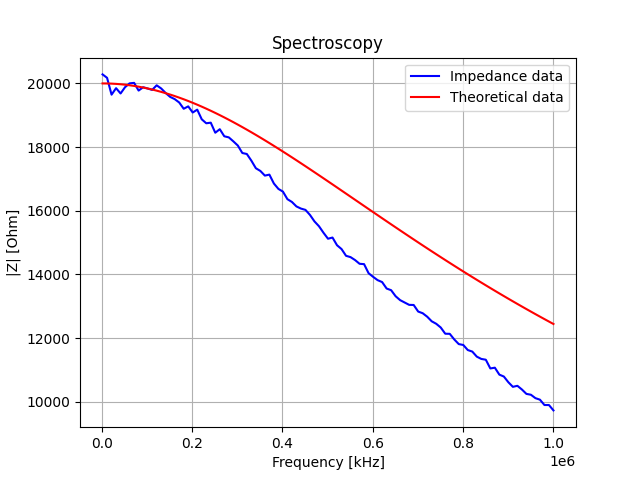 Spectroscopy
Impedance data
Theoretical data
|Z| [Ohm]
20000
18000
16000
14000
12000
10000
0.0 0.2 0.4 0.6 0.8 1.0
1e6
Frequency [kHz]